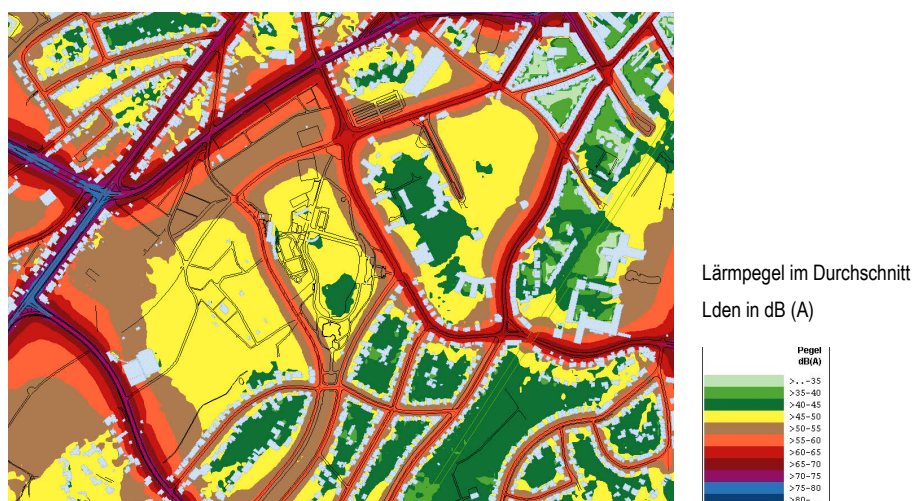 Lärmpegel im Durchschnitt
Lden in dB (A)
Pegel
dB(A)
>..-35
>35-40
>40-45
>45-50
>50-55
>55-60
>60-65
>65-70
>70-75
>75-80
>80-